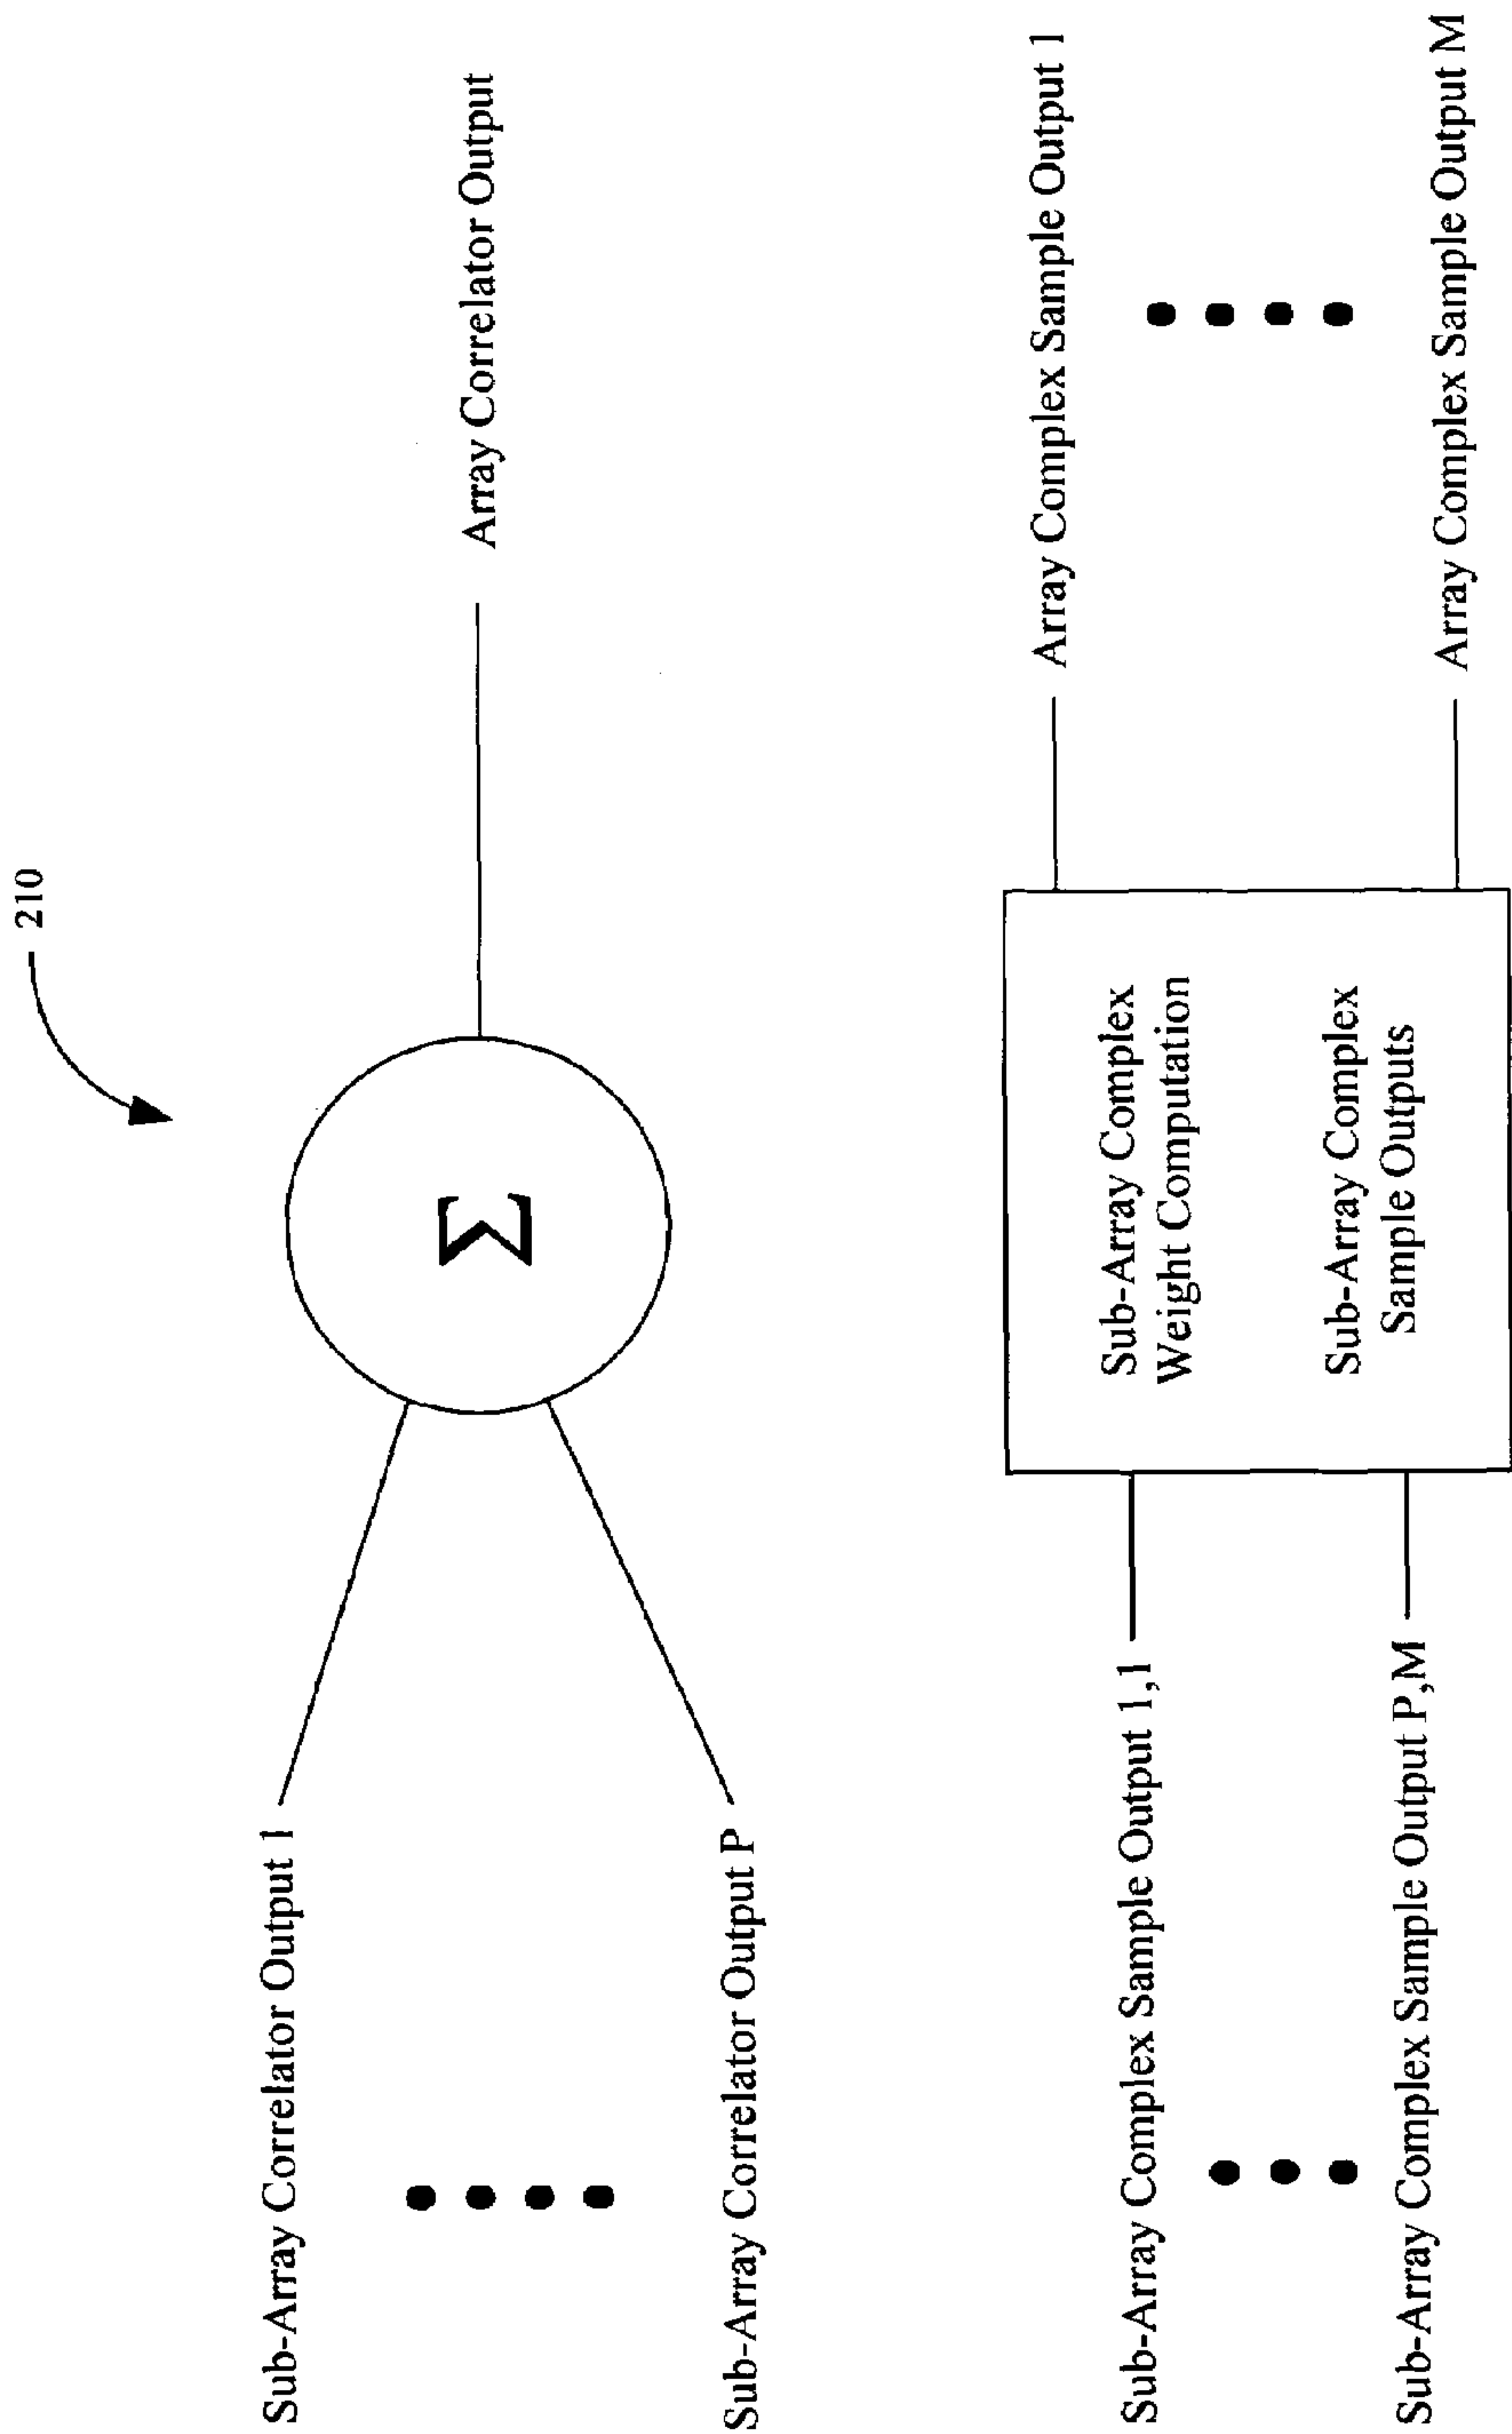 210
Sub-Array Correlator Output 1
Σ
Array Correlator Output
Sub-Array Correlator Output P
Sub-Array Complex Sample Output 1,1
Sub-Array Complex Sample Output P,M
Sub-Array Complex
Weight Computation
Sub-Array Complex
Sample Outputs
Array Complex Sample Output 1
Array Complex Sample Output M